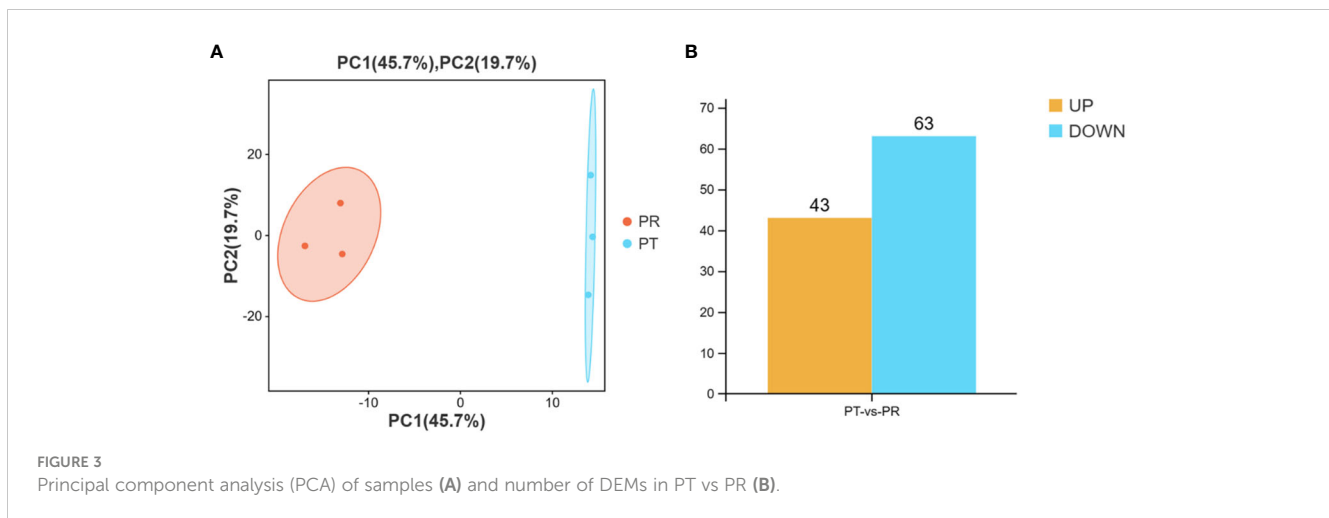 A
PC1(45.7%),PC2(19.7%)
PC2(19.7%)
20
0
-20
-10
0
10
PC1(45.7%)
PR
PT
B
70
60
50
40
30
20
10
0
43
63
PT-vs-PR
UP
DOWN
FIGURE 3
Principal component analysis (PCA) of samples (A) and number of DEMs in PT vs PR (B).